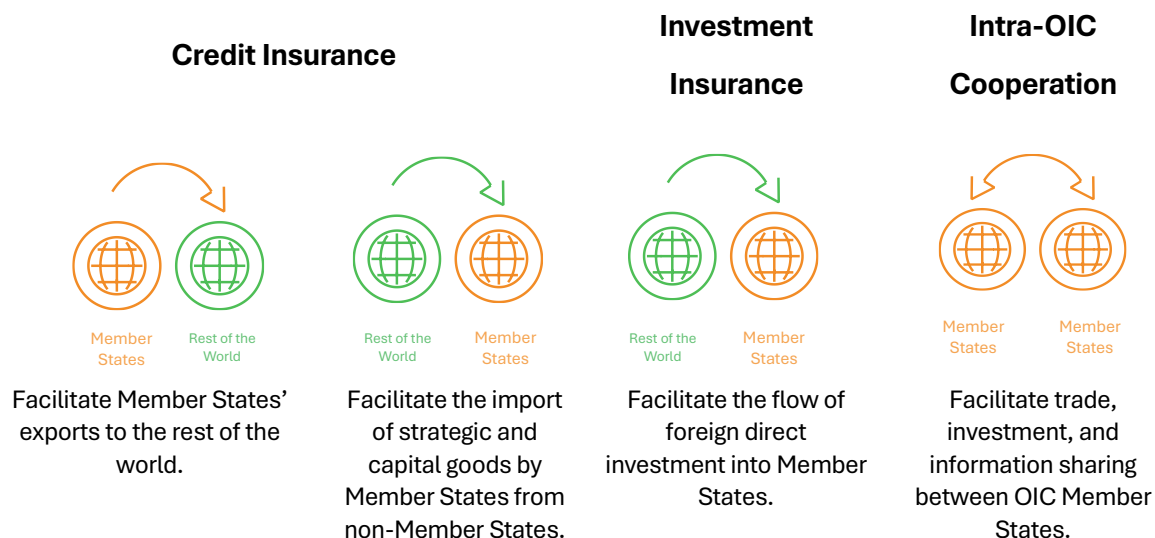 Credit Insurance
Investment
Insurance
Intra-OIC
Cooperation
Member
States
Rest of the
World
Facilitate Member States’
exports to the rest of the
world.
Rest of the
World
Member
States
Facilitate the import
of strategic and
capital goods by
Member States from
non-Member States.
Rest of the
World
Member
States
Facilitate the flow of
foreign direct
investment into Member
States.
Member
States
Member
States
Facilitate trade,
investment, and
information sharing
between OIC Member
States.